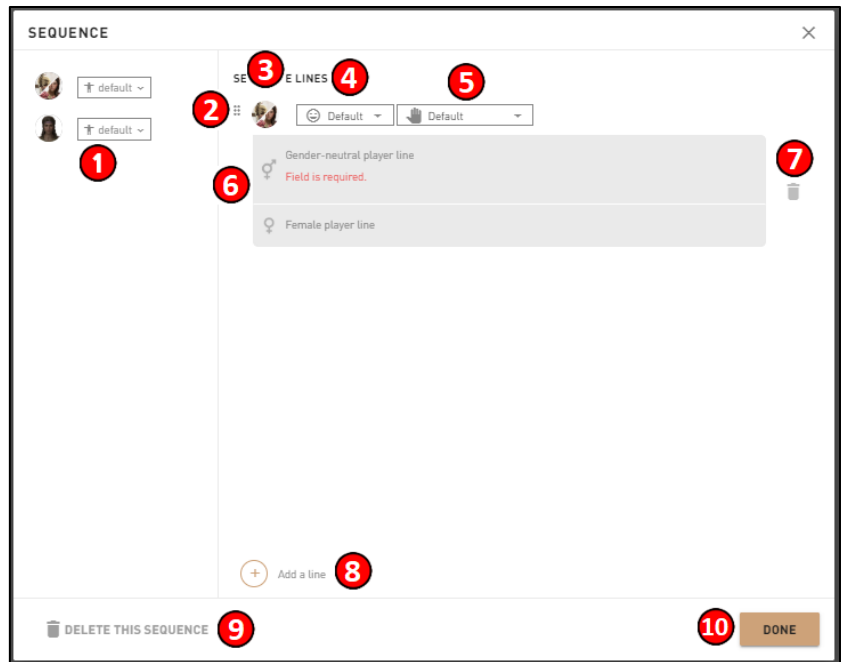 SEQUENCE
default
default
1
2
3
SE E LINES
4
5
Default
Default
6
Gender-neutral player line
Field is required.
7
Female player line
Add a line
8
DELETE THIS SEQUENCE
9
10
DONE